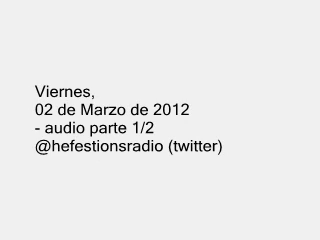 Viernes,
02 de Marzo de 2012
- audio parte 1/2
@hefestionsradio (twitter)